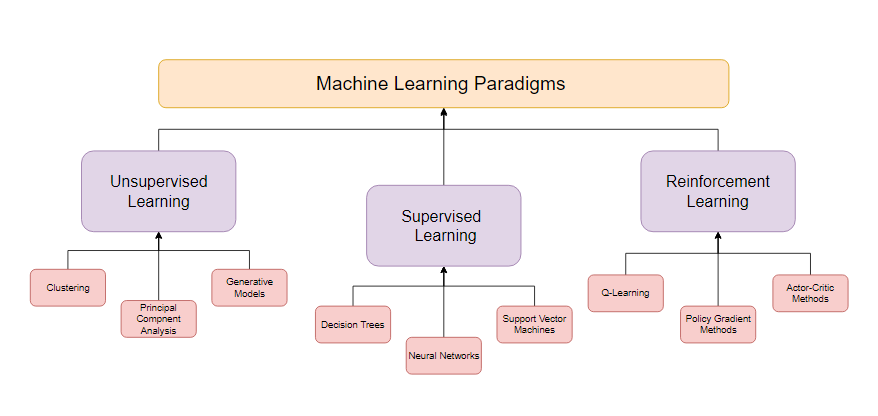 Machine Learning Paradigms
Unsupervised
Learning
Supervised
Learning
Reinforcement
Learning
Clustering
Principal
Compnent
Analysis
Generative
Models
Decision Trees
Neural Networks
Support Vector
Machines
Q-Learning
Policy Gradient
Methods
Actor-Critic
Methods